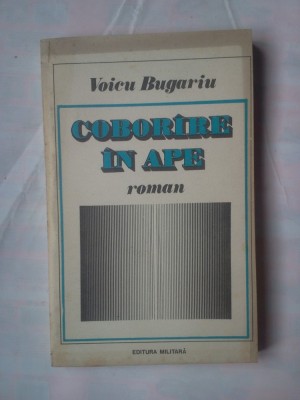 Voicu Bugariu
COBORÎRE
ÎN APE
roman
EDITURA MILITARĂ